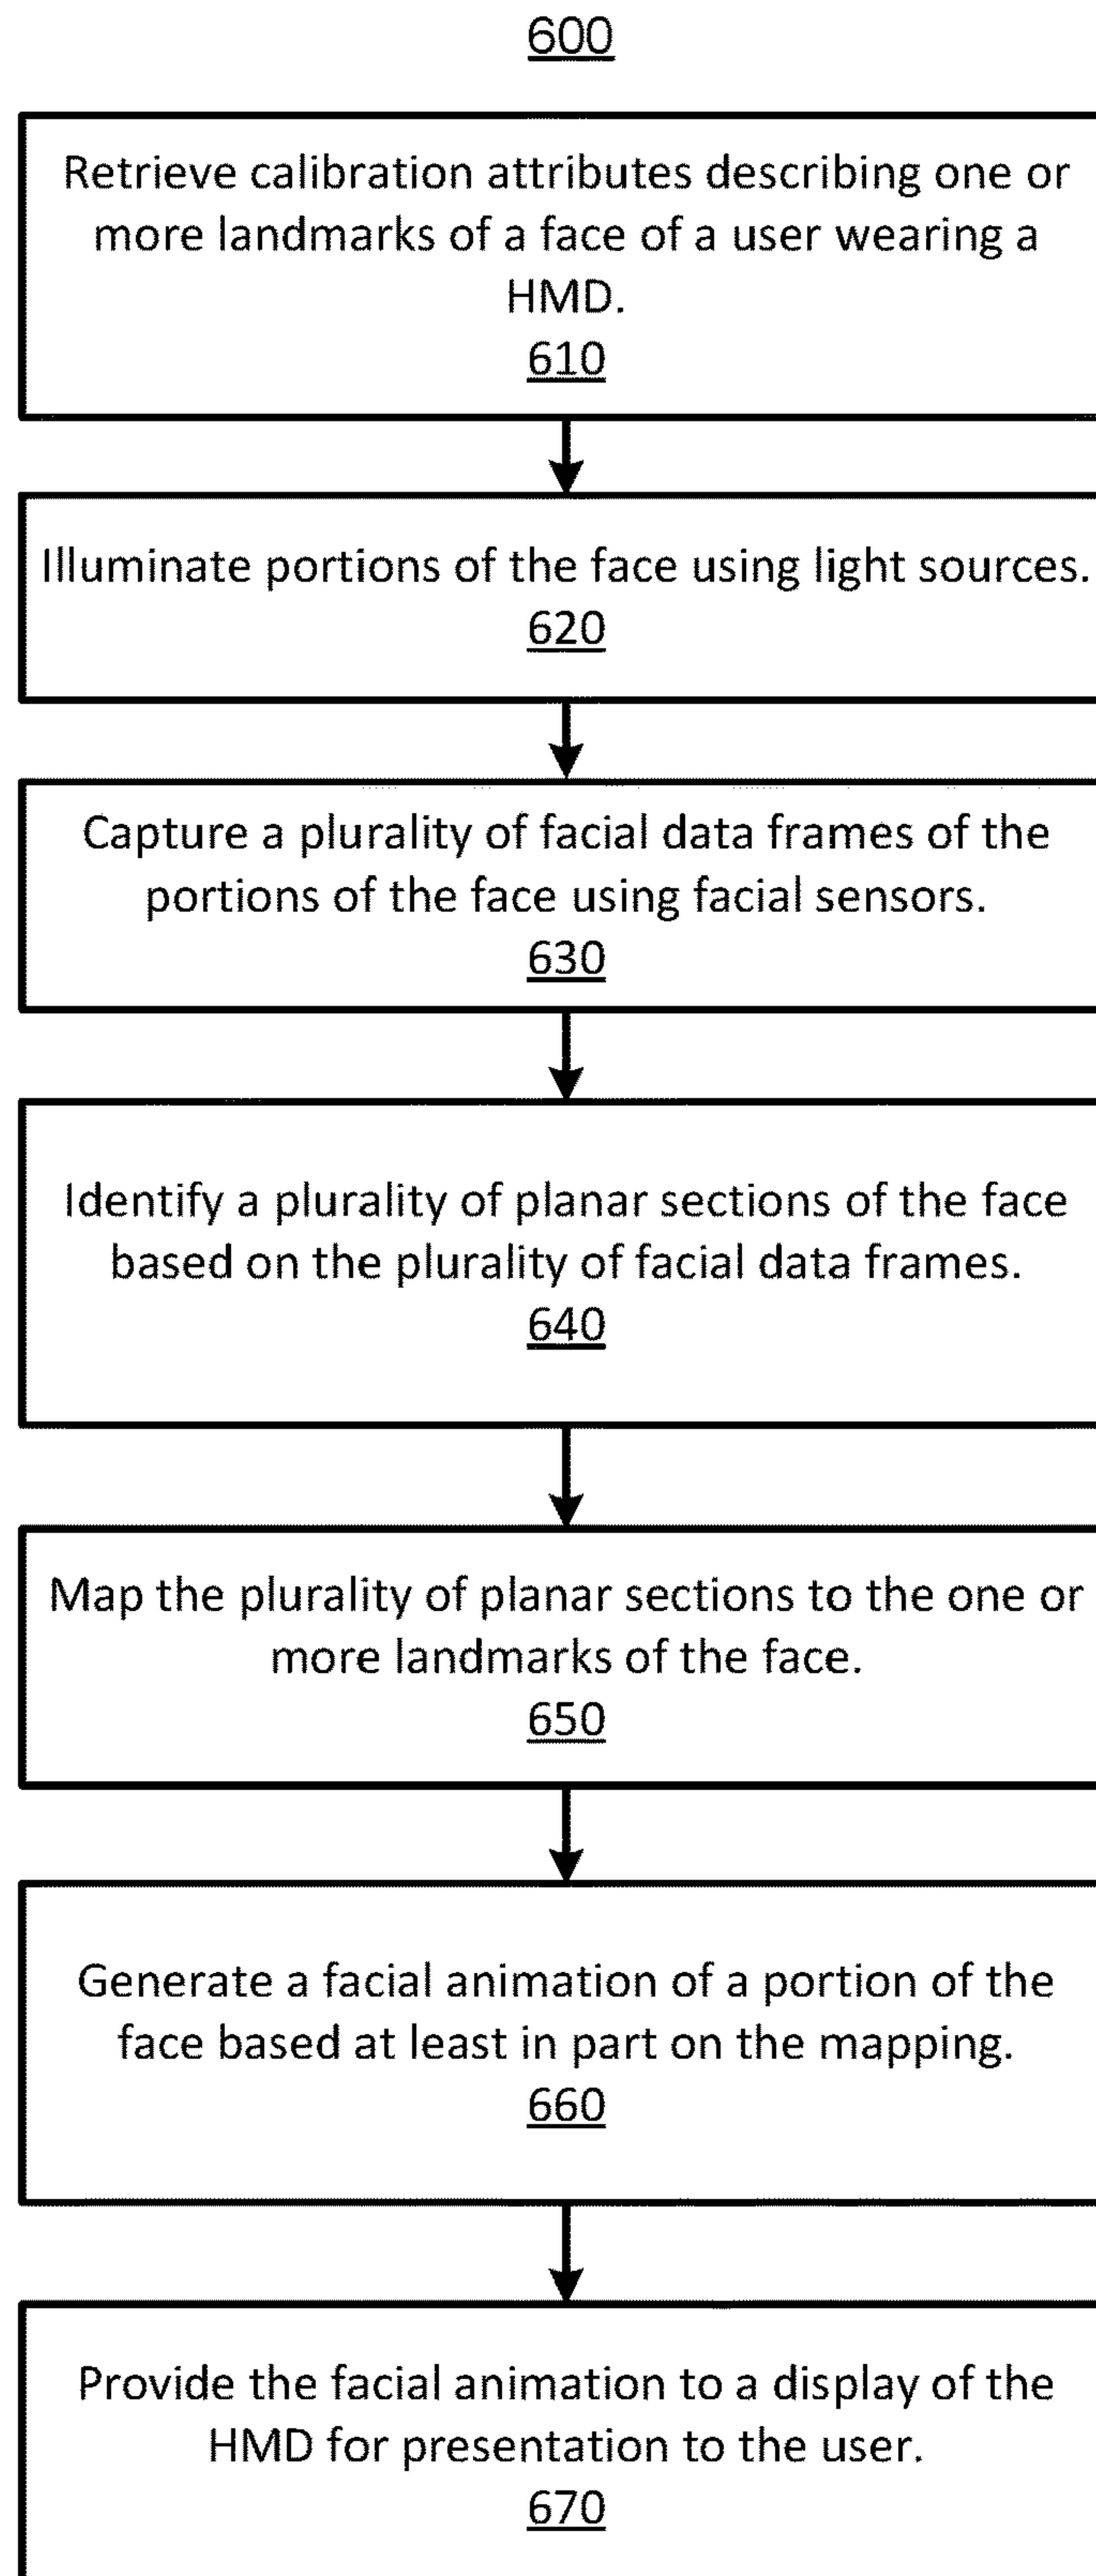 600
Retrieve calibration attributes describing one or
more landmarks of a face of a user wearing a
HMD.
610
Illuminate portions of the face using light sources.
620
Capture a plurality of facial data frames of the
portions of the face using facial sensors.
630
Identify a plurality of planar sections of the face
based on the plurality of facial data frames.
640
Map the plurality of planar sections to the one or
more landmarks of the face.
650
Generate a facial animation of a portion of the
face based at least in part on the mapping.
660
Provide the facial animation to a display of the
HMD for presentation to the user.
670